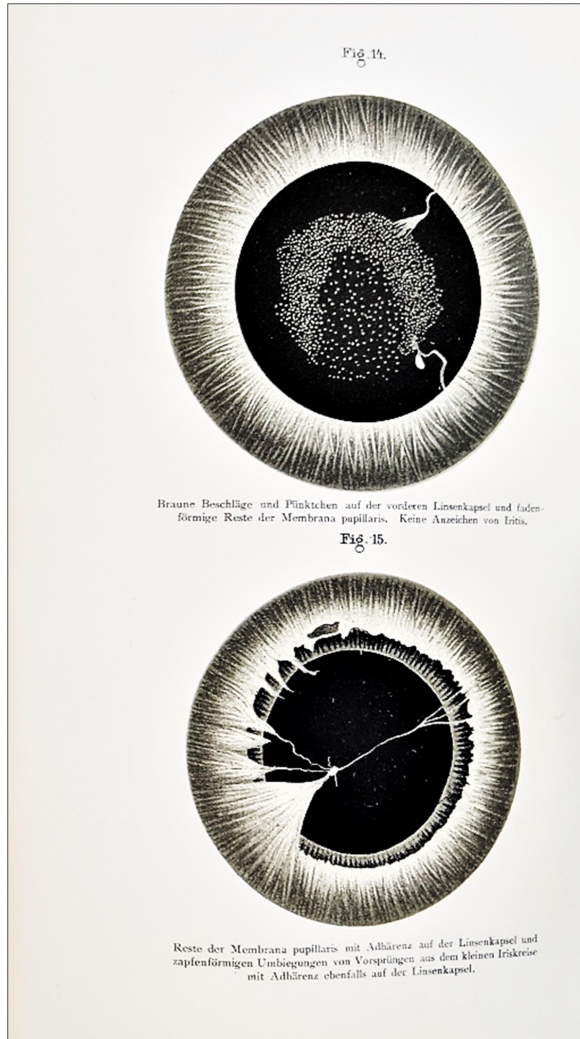 Fig. 14.
Braune Beschläge und Pünktchen auf der vorderen Linsenkapsel und faden-
förmige Reste der Membrana pupillaris. Keine Anzeichen von Iritis.
Fig. 15.
Reste der Membrana pupillaris mit Adhärenz auf der Linsenkapsel und
zapfenförmigen Umbiegungen von Vorsprüngen aus dem kleinen Iriskreise
mit Adhärenz ebenfalls auf der Linsenkapsel.